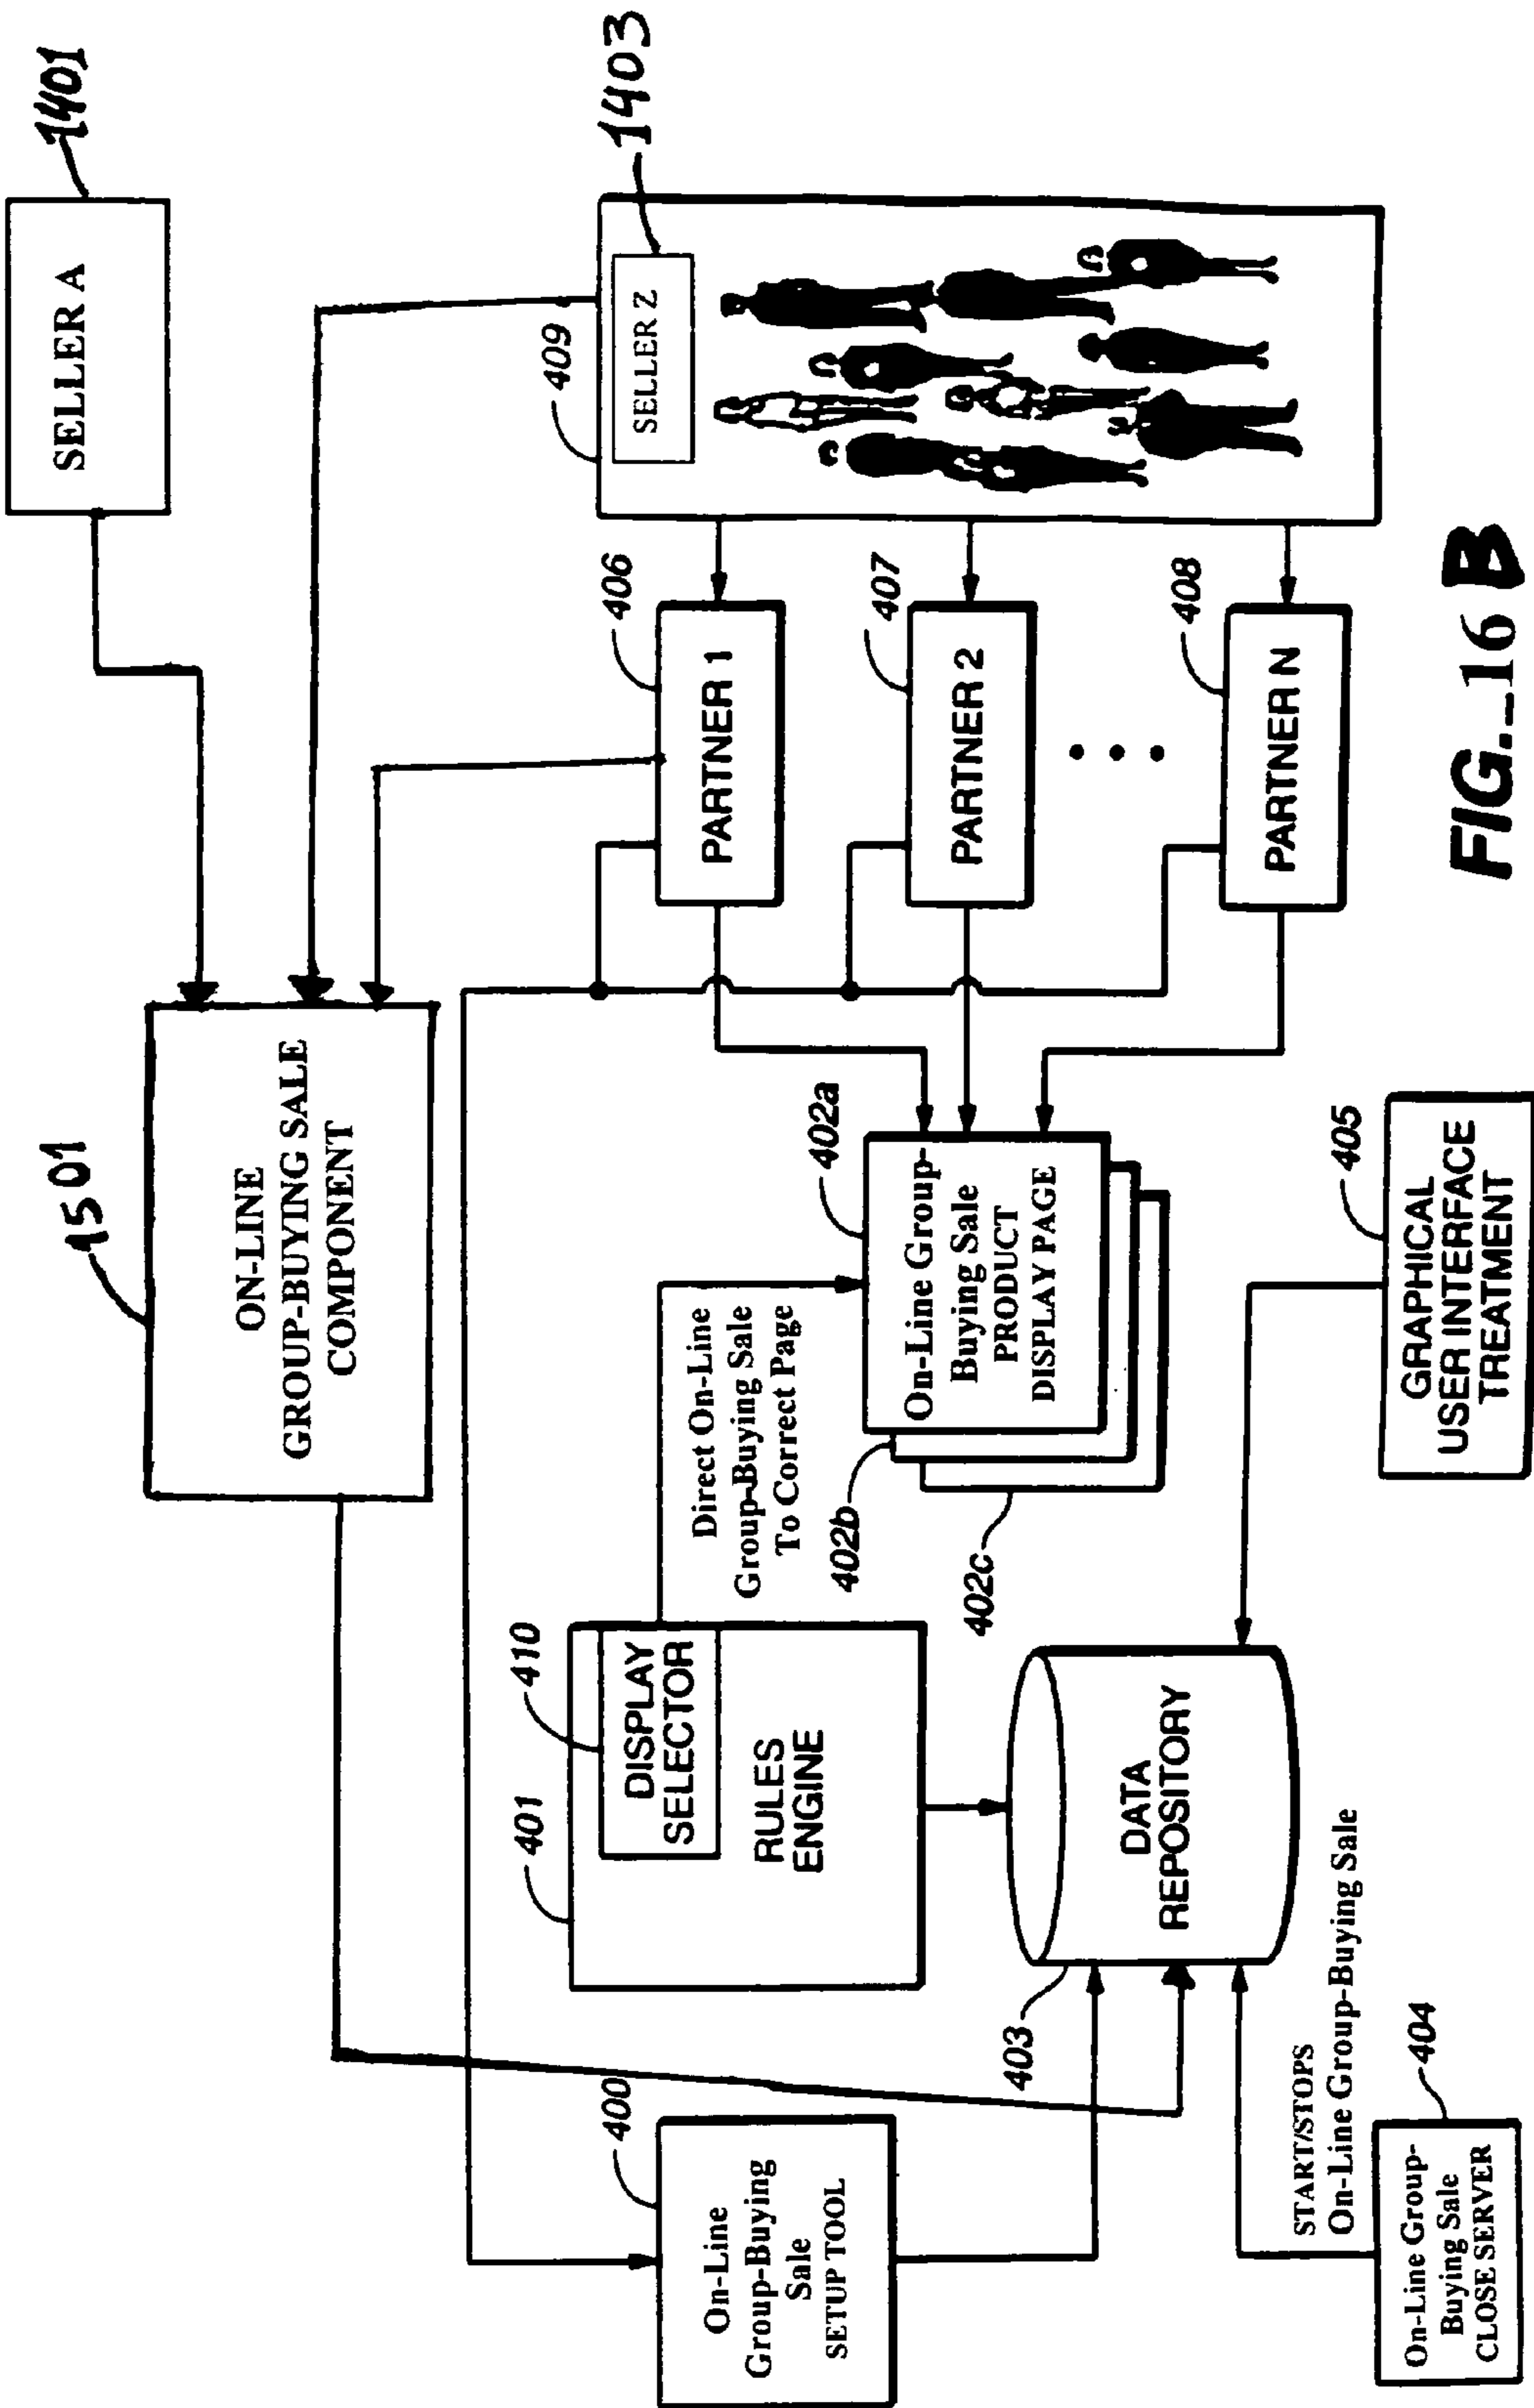 1401
SELLER A
1501
ON-LINE
GROUP-BUYING SALE
COMPONENT
409
1403
SELLER Z
406
PARTNER 1
407
PARTNER 2
408
PARTNER N
400
On-Line
Group-Buying
Sale
SETUP TOOL
401
410
DISPLAY
SELECTOR
RULES
ENGINE
Direct On-Line
Group-Buying Sale
To Correct Page
402a
On-Line Group-
Buying Sale
PRODUCT
DISPLAY PAGE
402b
402c
403
DATA
REPOSITORY
START/STOPS
On-Line Group-Buying Sale
404
On-Line Group-
Buying Sale
CLOSE SERVER
405
GRAPHICAL
USER INTERFACE
TREATMENT
FIG._16 B